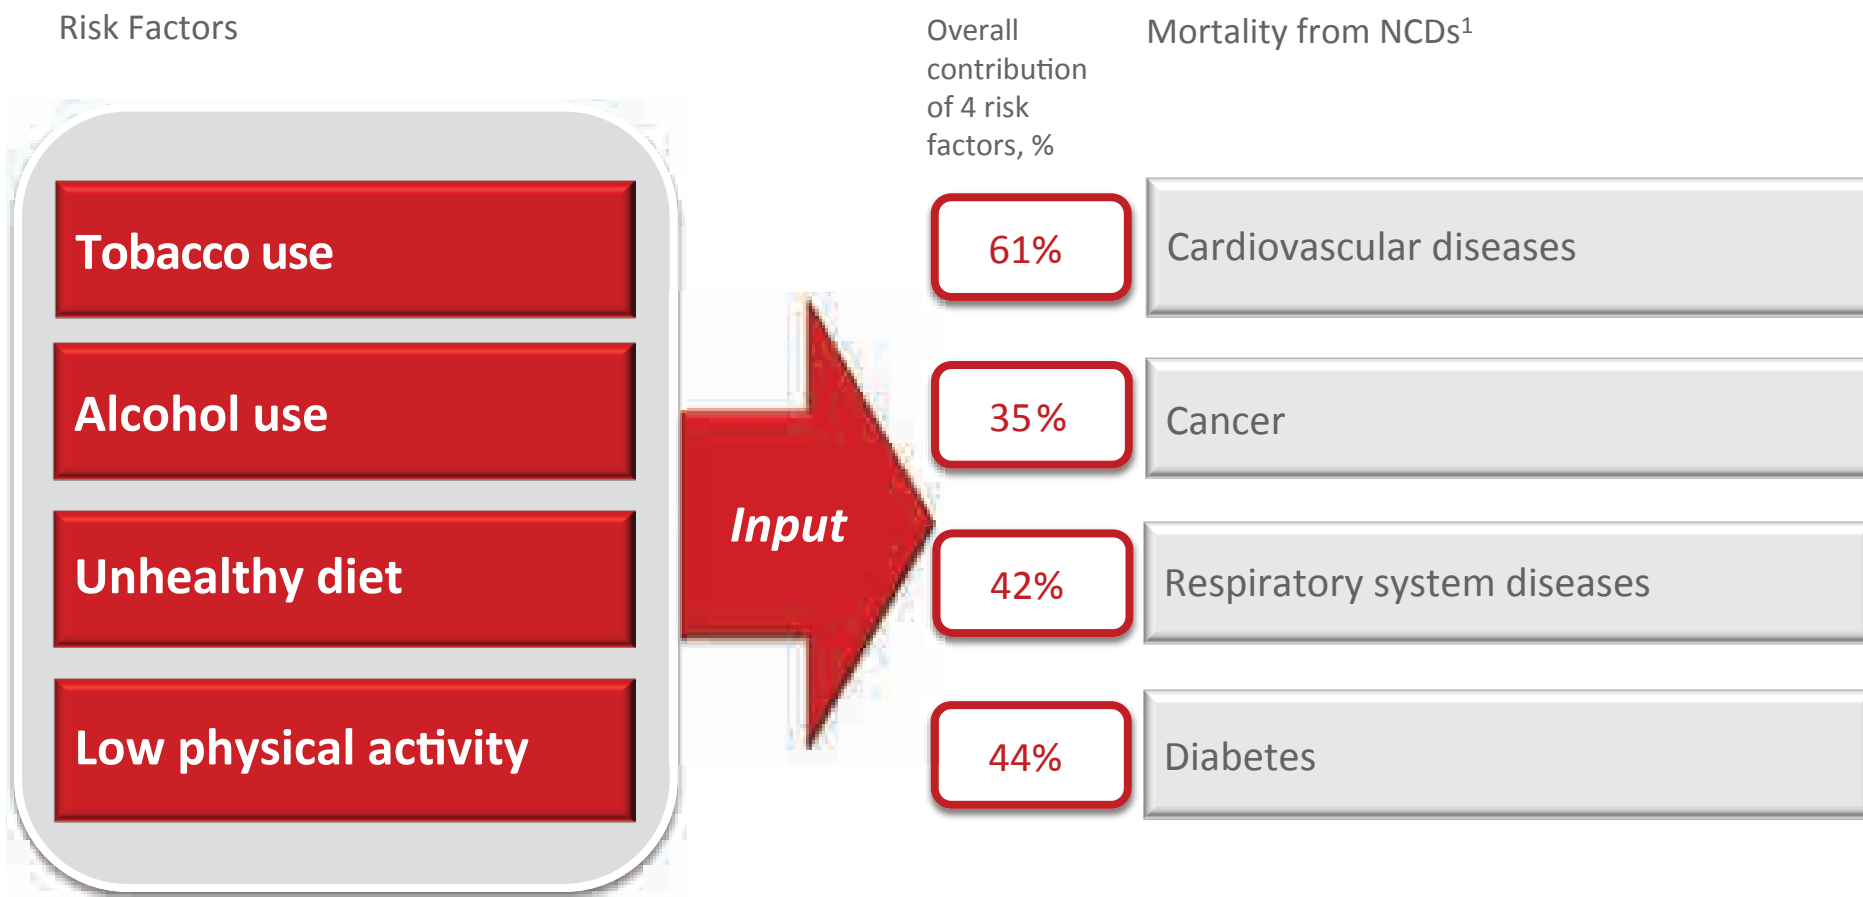 Risk Factors
Overall
contribution
of 4 risk
factors, %
Mortality from NCDs¹
Tobacco use
Alcohol use
Unhealthy diet
Low physical activity
Input
61%
Cardiovascular diseases
35%
Cancer
42%
Respiratory system diseases
44%
Diabetes